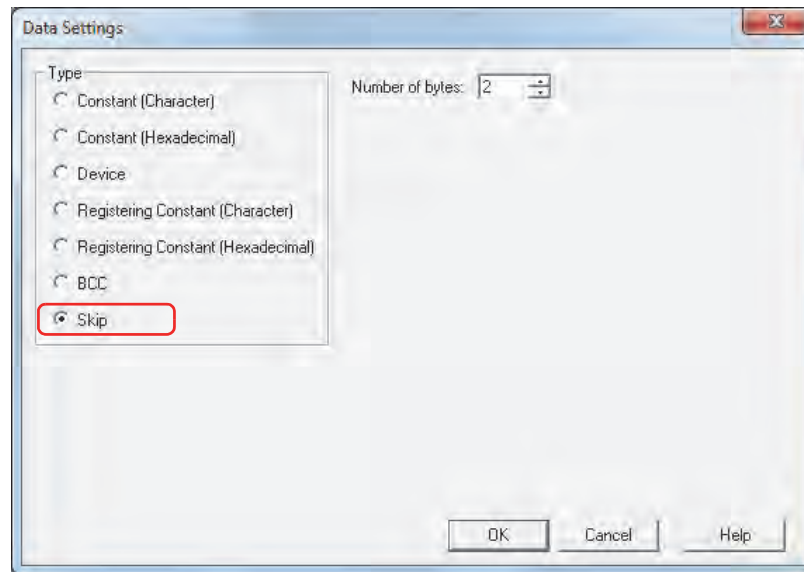 Data Settings
Type
Constant (Character)
Constant (Hexadecimal)
Device
Registering Constant (Character)
Registering Constant (Hexadecimal)
BCC
Skip
Number of bytes: 2
OK Cancel Help